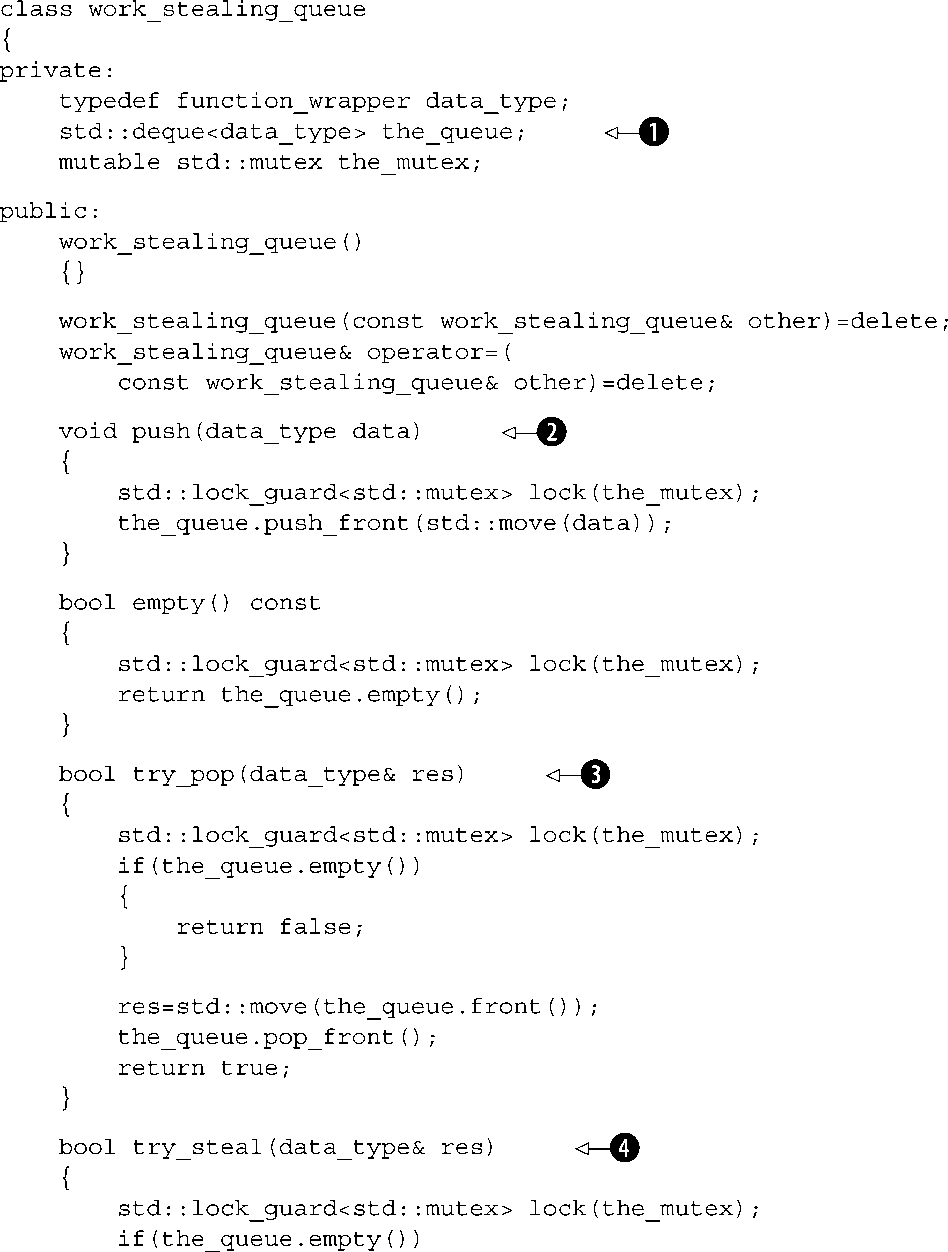 class work_stealing_queue
{
private:
    typedef function_wrapper data_type;
    std::deque<data_type> the_queue; 1
    mutable std::mutex the_mutex;
public:
    work_stealing_queue()
    {}
    work_stealing_queue(const work_stealing_queue& other)=delete;
    work_stealing_queue& operator=(
        const work_stealing_queue& other)=delete;
    void push(data_type data) 2
    {
        std::lock_guard<std::mutex> lock(the_mutex);
        the_queue.push_front(std::move(data));
    }
    bool empty() const
    {
        std::lock_guard<std::mutex> lock(the_mutex);
        return the_queue.empty();
    }
    bool try_pop(data_type& res) 3
    {
        std::lock_guard<std::mutex> lock(the_mutex);
        if(the_queue.empty())
        {
            return false;
        }
        res=std::move(the_queue.front());
        the_queue.pop_front();
        return true;
    }
    bool try_steal(data_type& res) 4
    {
        std::lock_guard<std::mutex> lock(the_mutex);
        if(the_queue.empty())